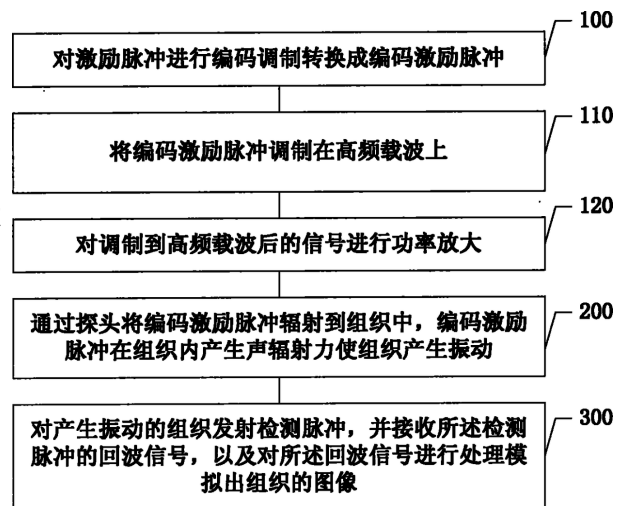 100
对激励脉冲进行编码调制转换成编码激励脉冲
110
将编码激励脉冲调制在高频载波上
120
对调制到高频载波后的信号进行功率放大
200
通过探头将编码激励脉冲辐射到组织中，编码激励
脉冲在组织内产生声辐射力使组织产生振动
300
对产生振动的组织发射检测脉冲，并接收所述检测
脉冲的回波信号，以及对所述回波信号进行处理模
拟出组织的图像